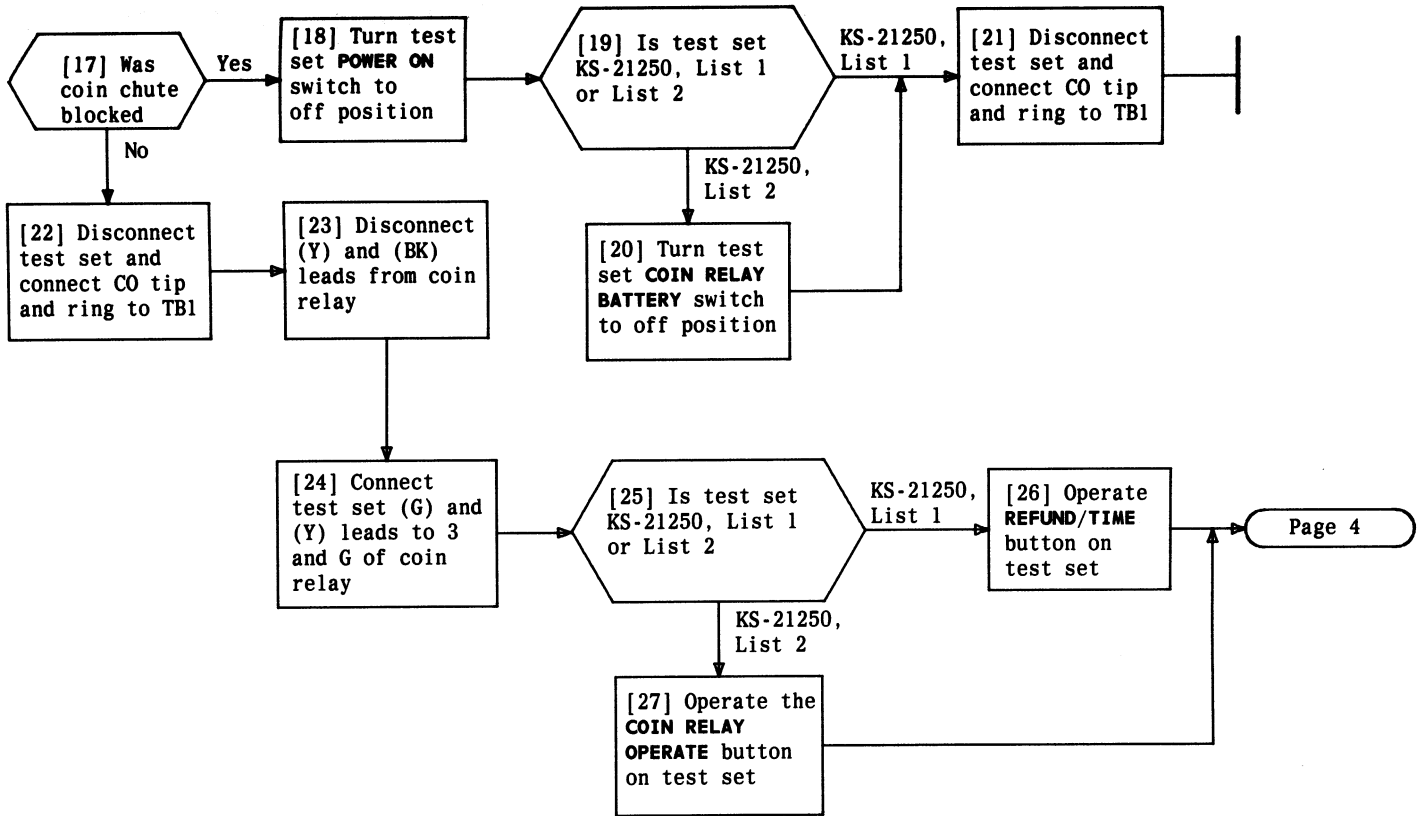 [17] Was
coin chute
blocked
Yes
No
[18] Turn test
set POWER ON
switch to
off position
[19] Is test set
KS-21250, List 1
or List 2
KS-21250,
List 1
KS-21250,
List 2
[20] Turn test
set COIN RELAY
BATTERY switch
to off position
[21] Disconnect
test set and
connect CO tip
and ring to TB1
[22] Disconnect
test set and
connect CO tip
and ring to TB1
[23] Disconnect
(Y) and (BK)
leads from coin
relay
[24] Connect
test set (G) and
(Y) leads to 3
and G of coin
relay
[25] Is test set
KS-21250, List 1
or List 2
KS-21250,
List 1
KS-21250,
List 2
[26] Operate
REFUND/TIME
button on
test set
[27] Operate the
COIN RELAY
OPERATE button
on test set
Page 4